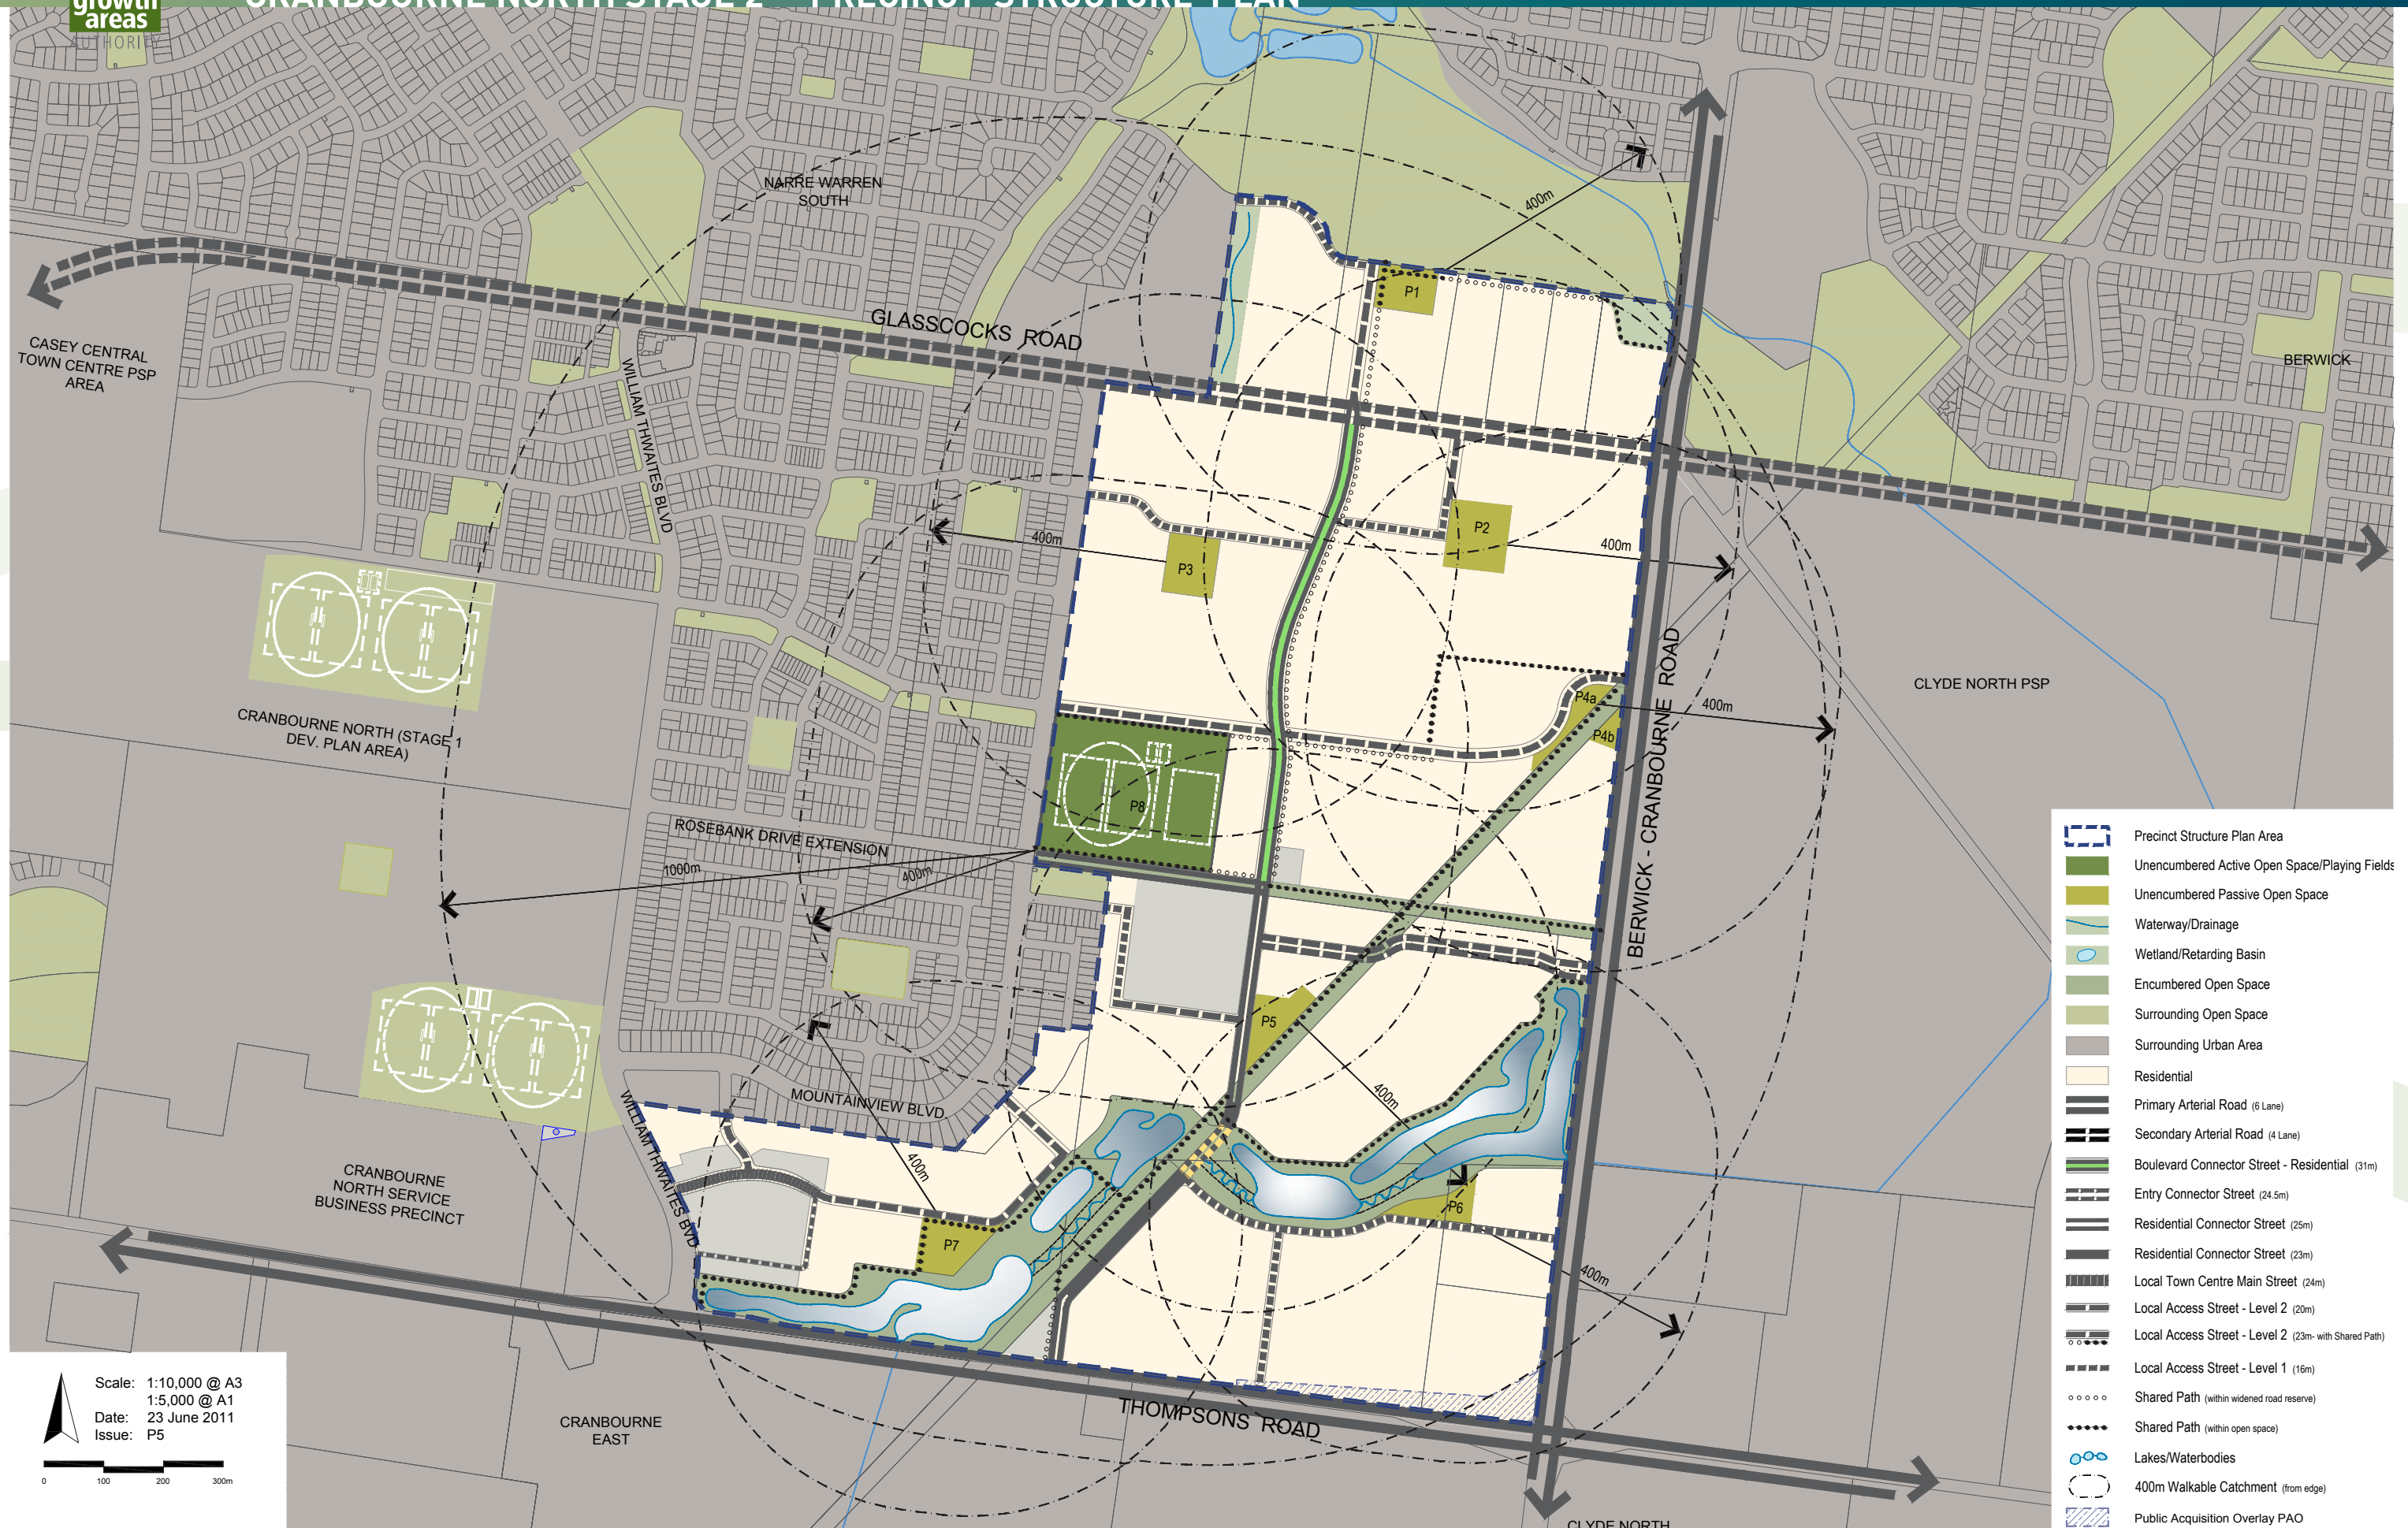 growth
areas
AUTHORITY
CRANBOURNE NORTH STAGE 2 - PRECINCT STRUCTURE PLAN
NARRE WARREN
SOUTH
400m
P1
GLASSCOCKS ROAD
CASEY CENTRAL
TOWN CENTRE PSP
AREA
WILLIAM THWAITES BLVD
BERWICK
P2
400m
400m
P3
BERWICK - CRANBOURNE ROAD
CLYDE NORTH PSP
P4a
400m
P4b
CRANBOURNE NORTH (STAGE 1
DEV. PLAN AREA)
P8
ROSEBANK DRIVE EXTENSION
1000m
400m
P5
400m
MOUNTAINVIEW BLVD
WILLIAM THWAITES BLVD
400m
CRANBOURNE
NORTH SERVICE
BUSINESS PRECINCT
P6
P7
400m
THOMPSONS ROAD
CRANBOURNE
EAST
CLYDE NORTH
Scale: 1:10,000 @ A3
1:5,000 @ A1
Date: 23 June 2011
Issue: P5
0 100 200 300m
Precinct Structure Plan Area
Unencumbered Active Open Space/Playing Fields
Unencumbered Passive Open Space
Waterway/Drainage
Wetland/Retarding Basin
Encumbered Open Space
Surrounding Open Space
Surrounding Urban Area
Residential
Primary Arterial Road (6 Lane)
Secondary Arterial Road (4 Lane)
Boulevard Connector Street - Residential (31m)
Entry Connector Street (24.5m)
Residential Connector Street (25m)
Residential Connector Street (23m)
Local Town Centre Main Street (24m)
Local Access Street - Level 2 (20m)
Local Access Street - Level 2 (23m- with Shared Path)
Local Access Street - Level 1 (16m)
Shared Path (within widened road reserve)
Shared Path (within open space)
Lakes/Waterbodies
400m Walkable Catchment (from edge)
Public Acquisition Overlay PAO